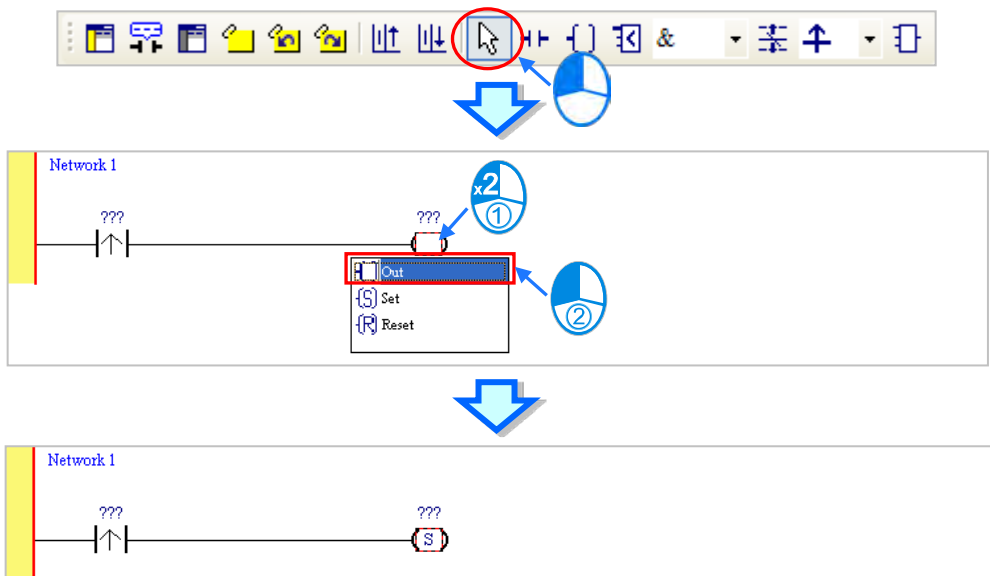 &
Network 1
??? ???
x2
①
Out
S Set
R Reset
②
Network 1
??? ???
S